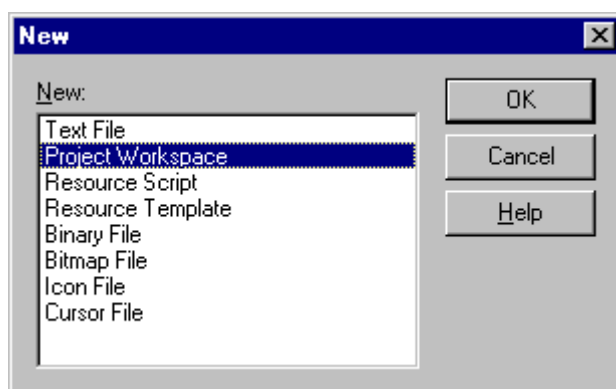 New
New:
OK
Text File
Project Workspace
Cancel
Resource Script
Resource Template
Help
Binary File
Bitmap File
Icon File
Cursor File